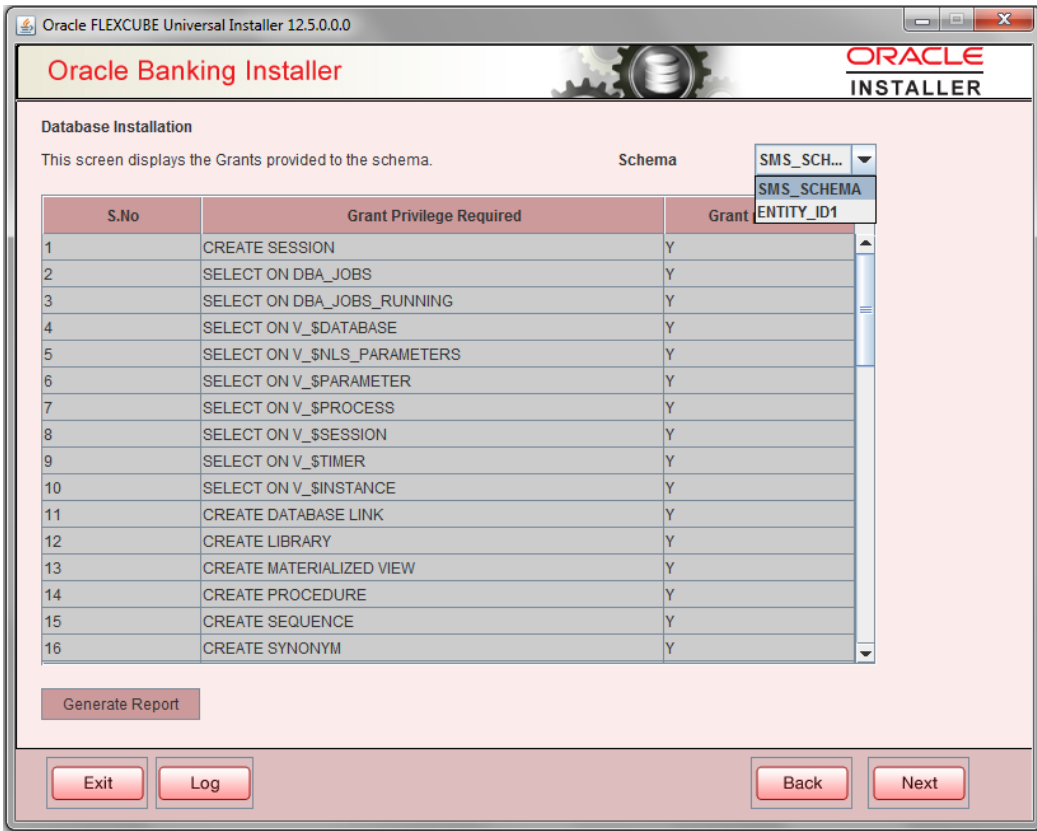 Oracle FLEXCUBE Universal Installer 12.5.0.0.0
Oracle Banking Installer
ORACLE
INSTALLER
Database Installation
This screen displays the Grants provided to the schema.
Schema
SMS_SCH...
SMS_SCHEMA
ENTITY_ID1
S.No Grant Privilege Required Grant
1 CREATE SESSION Y
2 SELECT ON DBA_JOBS Y
3 SELECT ON DBA_JOBS_RUNNING Y
4 SELECT ON V_$DATABASE Y
5 SELECT ON V_$NLS_PARAMETERS Y
6 SELECT ON V_$PARAMETER Y
7 SELECT ON V_$PROCESS Y
8 SELECT ON V_$SESSION Y
9 SELECT ON V_$TIMER Y
10 SELECT ON V_$INSTANCE Y
11 CREATE DATABASE LINK Y
12 CREATE LIBRARY Y
13 CREATE MATERIALIZED VIEW Y
14 CREATE PROCEDURE Y
15 CREATE SEQUENCE Y
16 CREATE SYNONYM Y
Generate Report
Exit Log Back Next